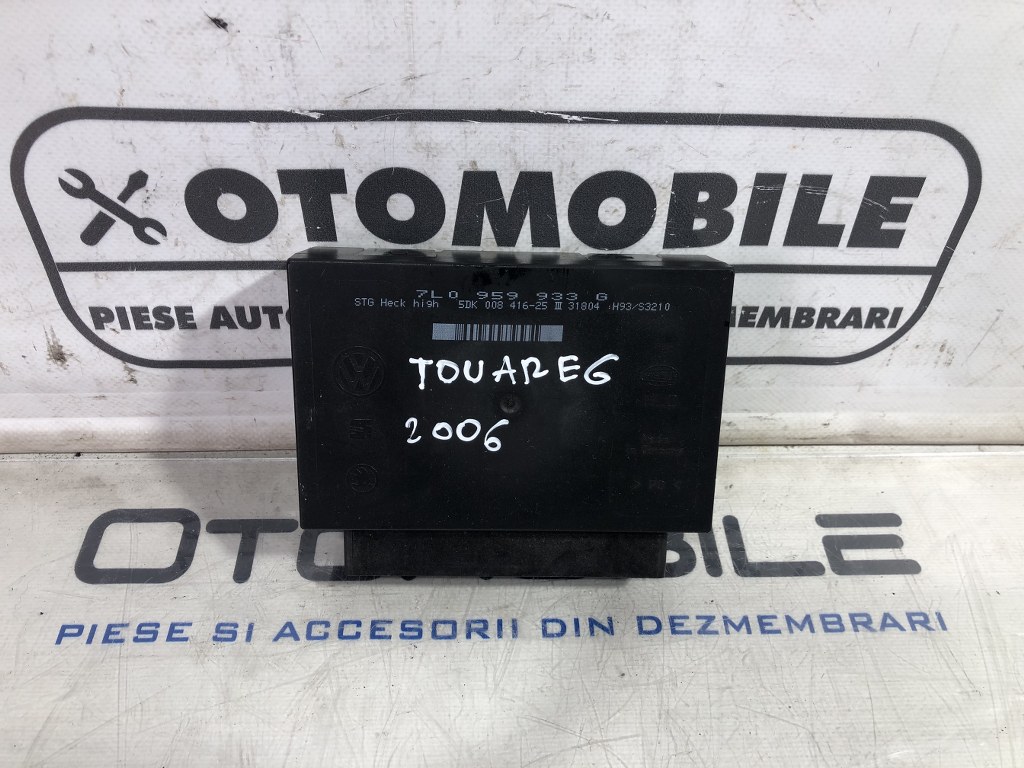 OTOMOBILE
PIESE AUTO
MEMBRARI
7L0 959 933 G
STG Heck high 5DK 008 416-25 III 31804 :H93/S3210
TOUAREG
2006
OTOMOBILE
PIESE SI ACCESORII DIN DEZMEMBRARI